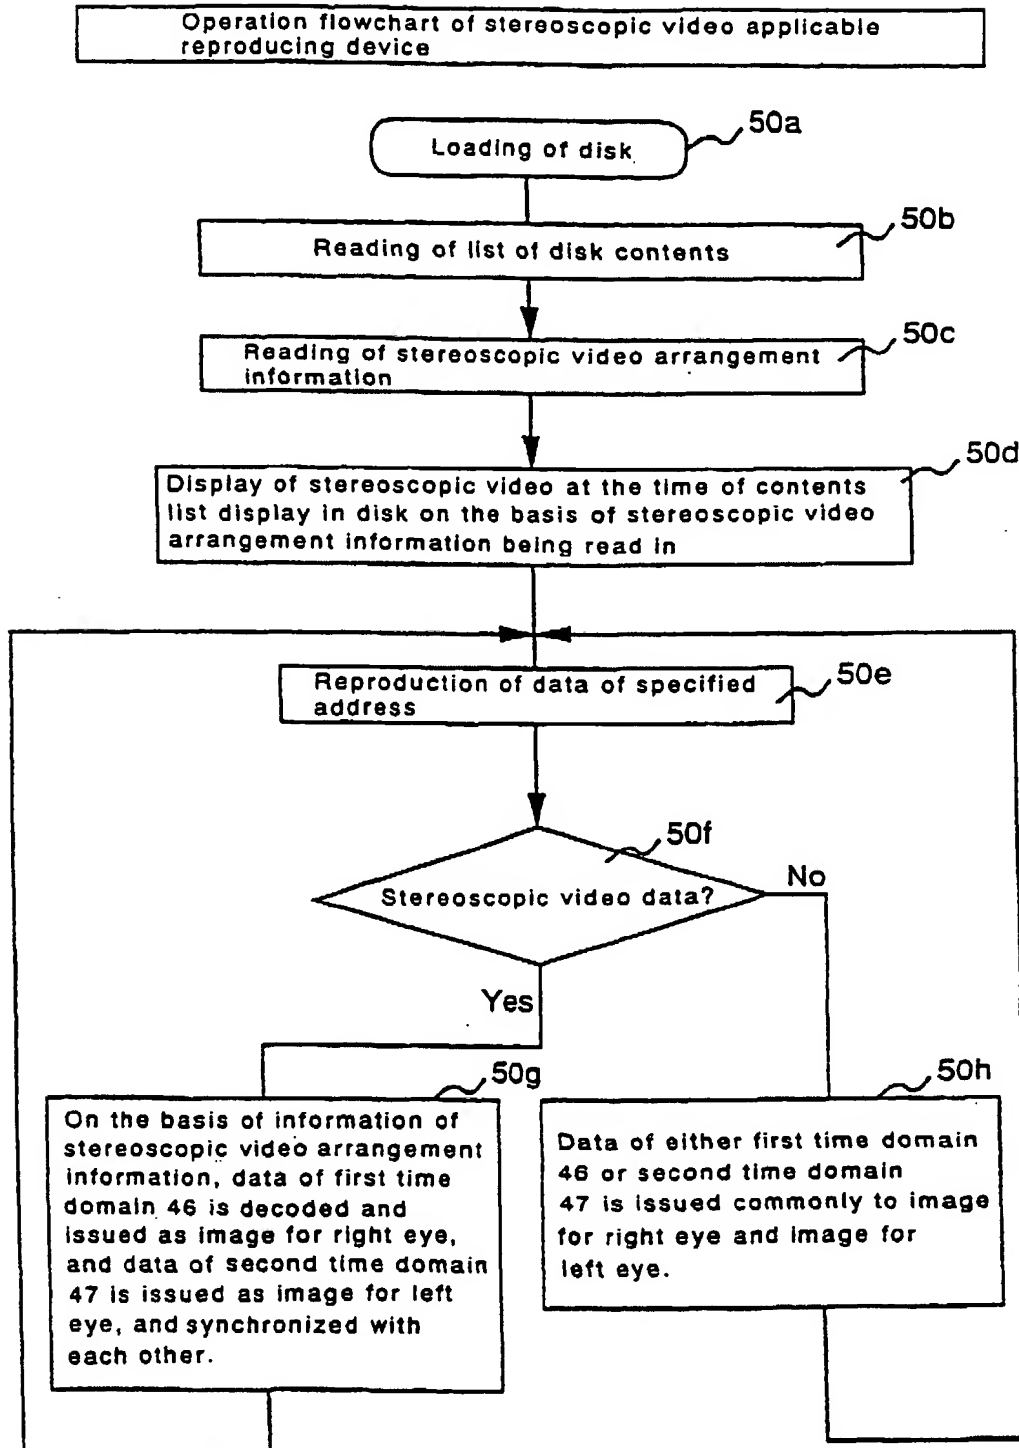 Operation flowchart of stereoscopic video applicable
reproducing device
50a
Loading of disk
50b
Reading of list of disk contents
50c
Reading of stereoscopic video arrangement
information
50d
Display of stereoscopic video at the time of contents
list display in disk on the basis of stereoscopic video
arrangement information being read in
50e
Reproduction of data of specified
address
50f
Stereoscopic video data?
No
Yes
50g
On the basis of information of
stereoscopic video arrangement
information, data of first time
domain 46 is decoded and
issued as image for right eye,
and data of second time domain
47 is issued as image for left
eye, and synchronized with
each other.
50h
Data of either first time domain
46 or second time domain
47 is issued commonly to image
for right eye and image for
left eye.